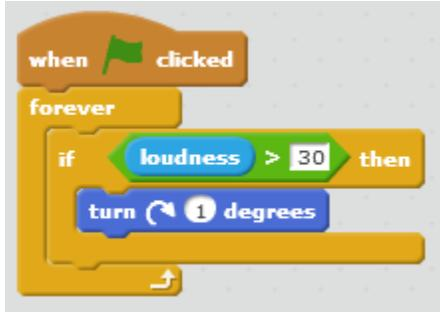 when clicked
forever
if loudness > 30 then
turn 1 degrees